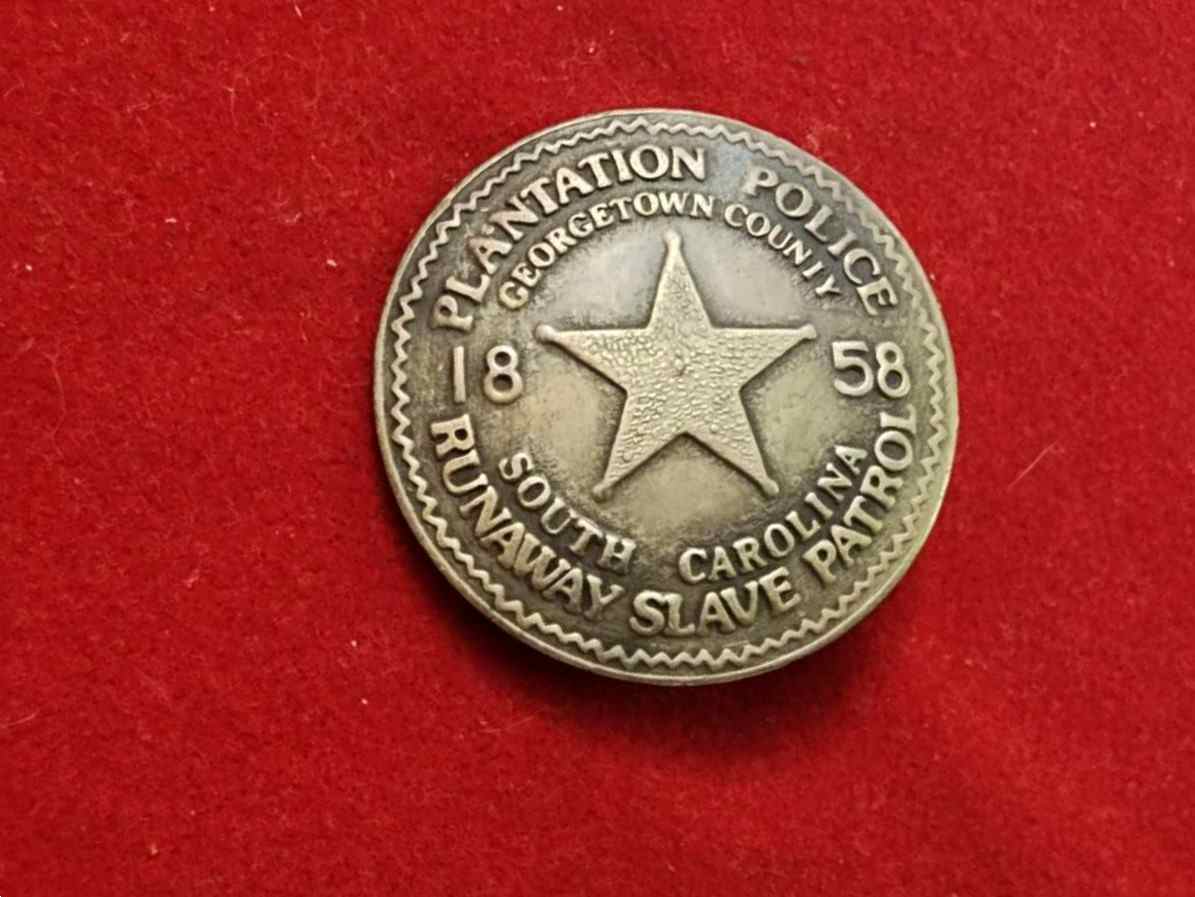 PLANTATION POLICE
GEORGETOWN COUNTY
18 58
SOUTH CAROLINA
RUNAWAY SLAVE PATROL